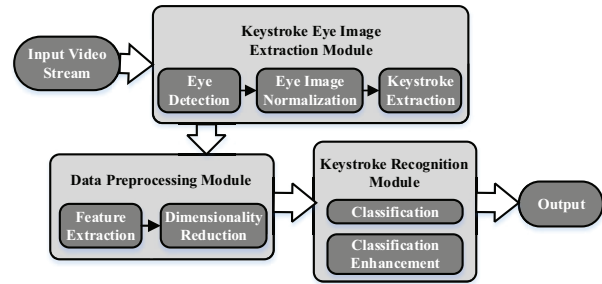 Input Video
Stream
Keystroke Eye Image
Extraction Module
Eye
Detection
Eye Image
Normalization
Keystroke
Extraction
Data Preprocessing Module
Feature
Extraction
Dimensionality
Reduction
Keystroke Recognition
Module
Classification
Classification
Enhancement
Output